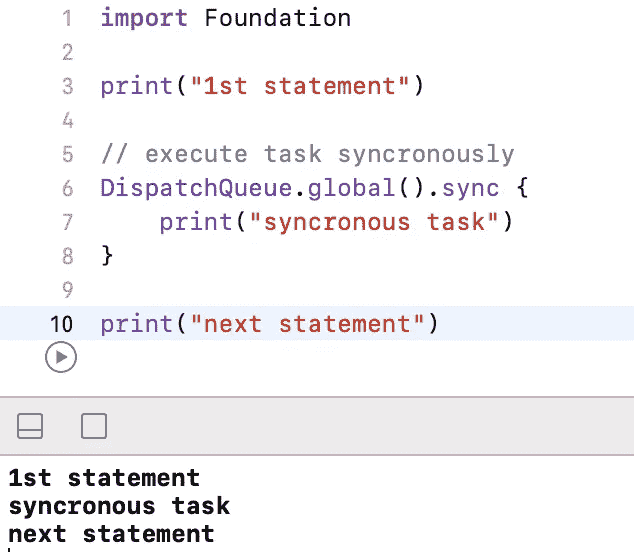 1 import Foundation
2
3 print("1st statement")
4
5 // execute task syncronously
6 DispatchQueue.global().sync {
7 print("syncronous task")
8 }
9
10 print("next statement")
1st statement
syncronous task
next statement